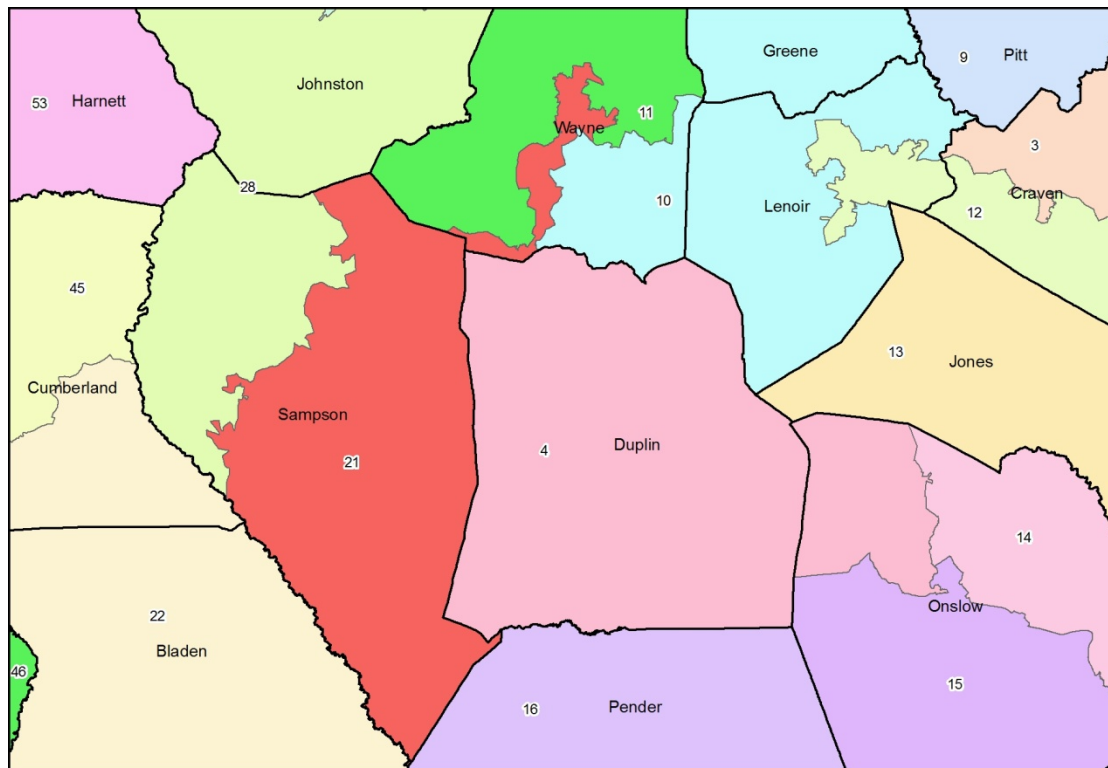 Greene
9 Pitt
Johnston
53 Harnett
11
Wayne
3
28
10
Lenoir
Craven
12
45
13
Jones
Cumberland
Sampson
4
Duplin
21
14
Onslow
22
Bladen
46
15
16
Pender